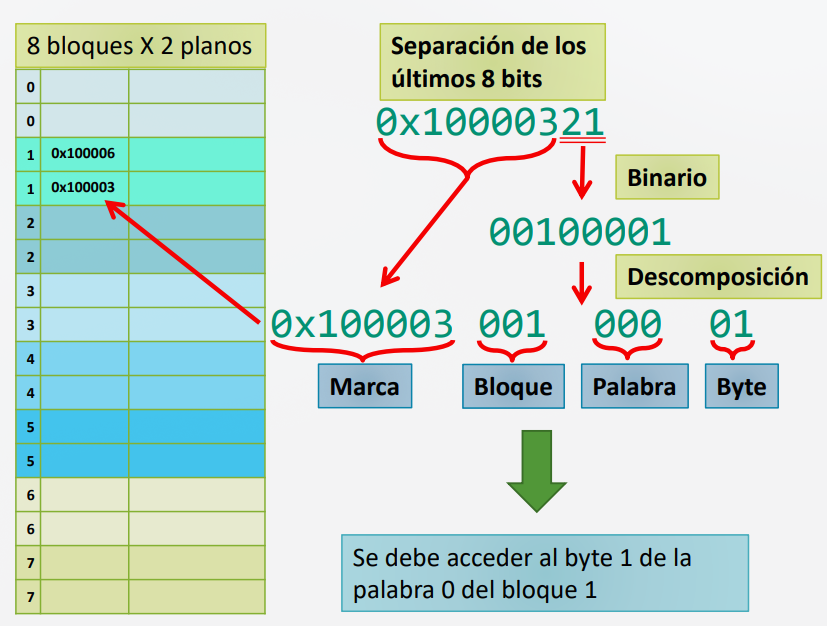 8 bloques X 2 planos
0
0
1 0x100006
1 0x100003
2
2
3
3
4
4
5
5
6
6
7
7
Separación de los
últimos 8 bits
0x10000321
Binario
00100001
Descomposición
0x100003 001 000 01
Marca Bloque Palabra Byte
Se debe acceder al byte 1 de la
palabra 0 del bloque 1